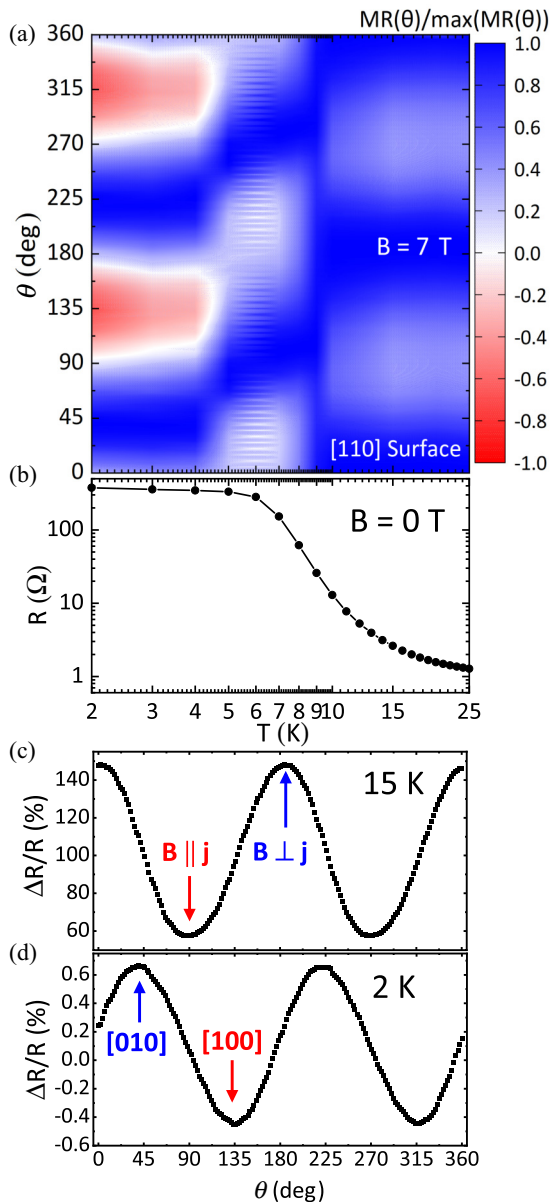 MR(θ)/max(MR(θ))
(a)
360
315
270
225
180
135
90
45
0
θ (deg)
B = 7 T
[110] Surface
1.0
0.8
0.6
0.4
0.2
0.0
-0.2
-0.4
-0.6
-0.8
-1.0
(b)
100
10
1
R (Ω)
B = 0 T
2 3 4 5 6 7 8 9 10 15 25
T (K)
(c)
140
120
100
80
60
ΔR/R (%)
15 K
B || j
B ⊥ j
(d)
0.6
0.4
0.2
0.0
-0.2
-0.4
-0.6
ΔR/R (%)
2 K
[010]
[100]
0 45 90 135 180 225 270 315 360
θ (deg)